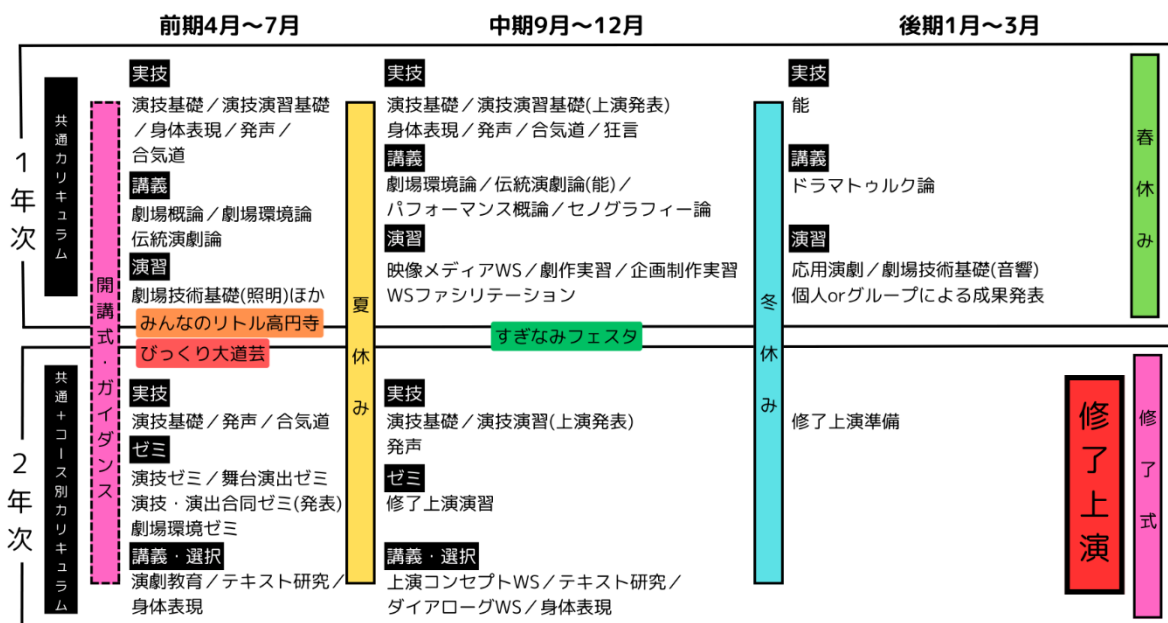 前期4月～7月
中期9月～12月
後期1月～3月
1年次
共通カリキュラム
開講式・ガイダンス
実技
演技基礎／演技演習基礎
／身体表現／発声／
合気道
講義
劇場概論／劇場環境論
伝統演劇論
演習
劇場技術基礎(照明)ほか
みんなのリトル高円寺
びっくり大道芸
夏休み
実技
演技基礎／演技演習基礎(上演発表)
身体表現／発声／合気道／狂言
講義
劇場環境論／伝統演劇論(能)／
パフォーマンス概論／セノグラフィー論
演習
映像メディアWS／劇作実習／企画制作実習
WSファシリテーション
すぎなみフェスタ
冬休み
実技
能
講義
ドラマトゥルク論
演習
応用演劇／劇場技術基礎(音響)
個人orグループによる成果発表
春休み
2年次
共通＋コース別カリキュラム
実技
演技基礎／発声／合気道
ゼミ
演技ゼミ／舞台演出ゼミ
演技・演出合同ゼミ(発表)
劇場環境ゼミ
講義・選択
演劇教育／テキスト研究／
身体表現
実技
演技基礎／演技演習(上演発表)
発声
ゼミ
修了上演演習
講義・選択
上演コンセプトWS／テキスト研究／
ダイアローグWS／身体表現
修了上演準備
修了上演
修了式